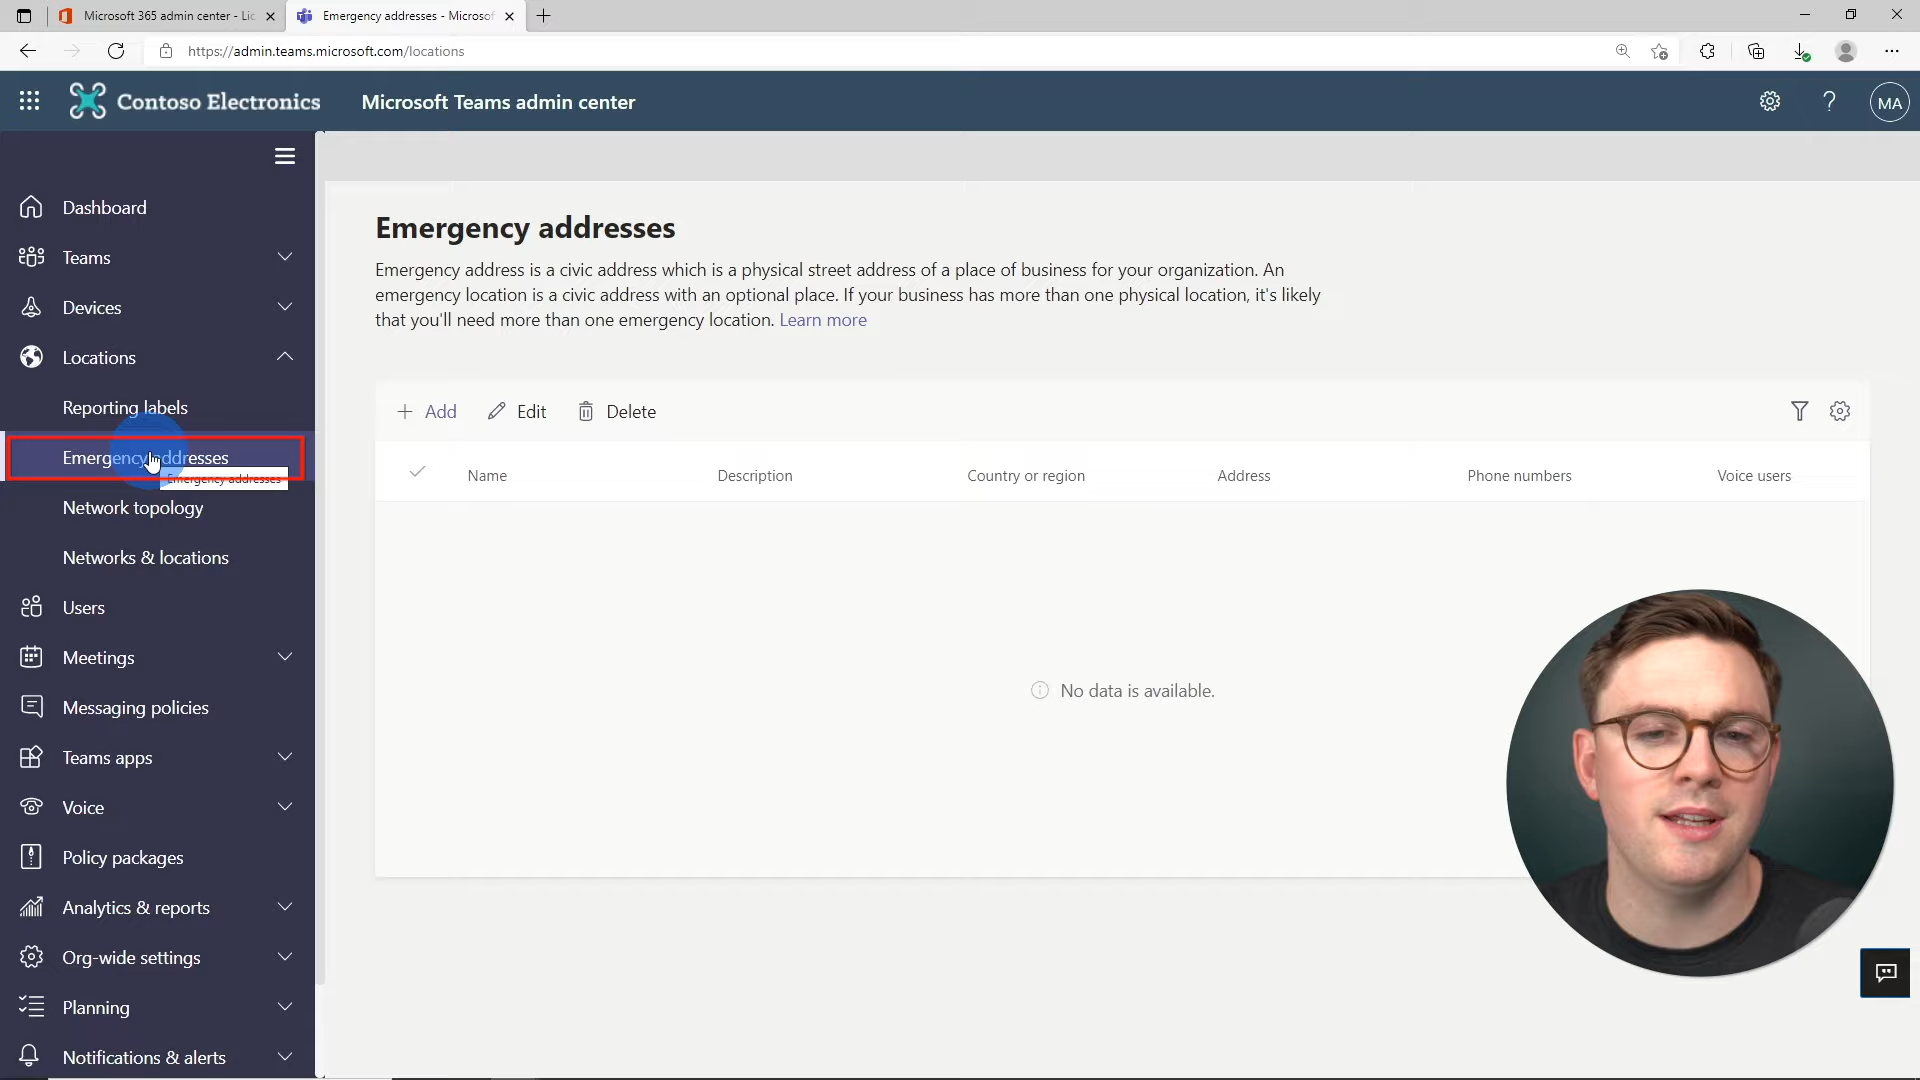 Microsoft 365 admin center - Lic
Emergency addresses - Microsof
https://admin.teams.microsoft.com/locations
Contoso Electronics
Microsoft Teams admin center
MA
Dashboard
Teams
Devices
Locations
Reporting labels
Emergency addresses
Emergency addresses
Network topology
Networks & locations
Users
Meetings
Messaging policies
Teams apps
Voice
Policy packages
Analytics & reports
Org-wide settings
Planning
Notifications & alerts
Emergency addresses
Emergency address is a civic address which is a physical street address of a place of business for your organization. An
emergency location is a civic address with an optional place. If your business has more than one physical location, it's likely
that you'll need more than one emergency location. Learn more
Add Edit Delete
Name Description Country or region Address Phone numbers Voice users
No data is available.